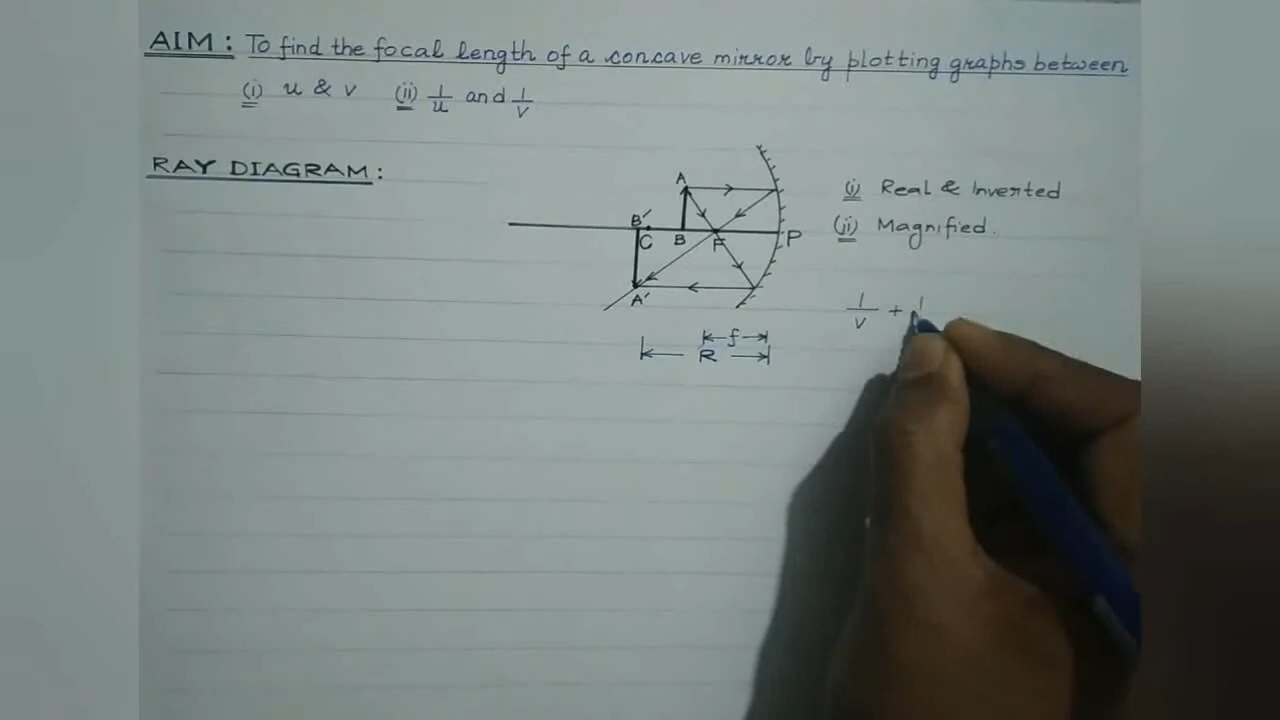 AIM: To find the focal length of a concave mirror by plotting graphs between
(i) u & v (ii) 1/u and 1/v
RAY DIAGRAM:
A
(i) Real & Inverted
B' C B F P
(ii) Magnified.
A'
1/v + 1
f
R